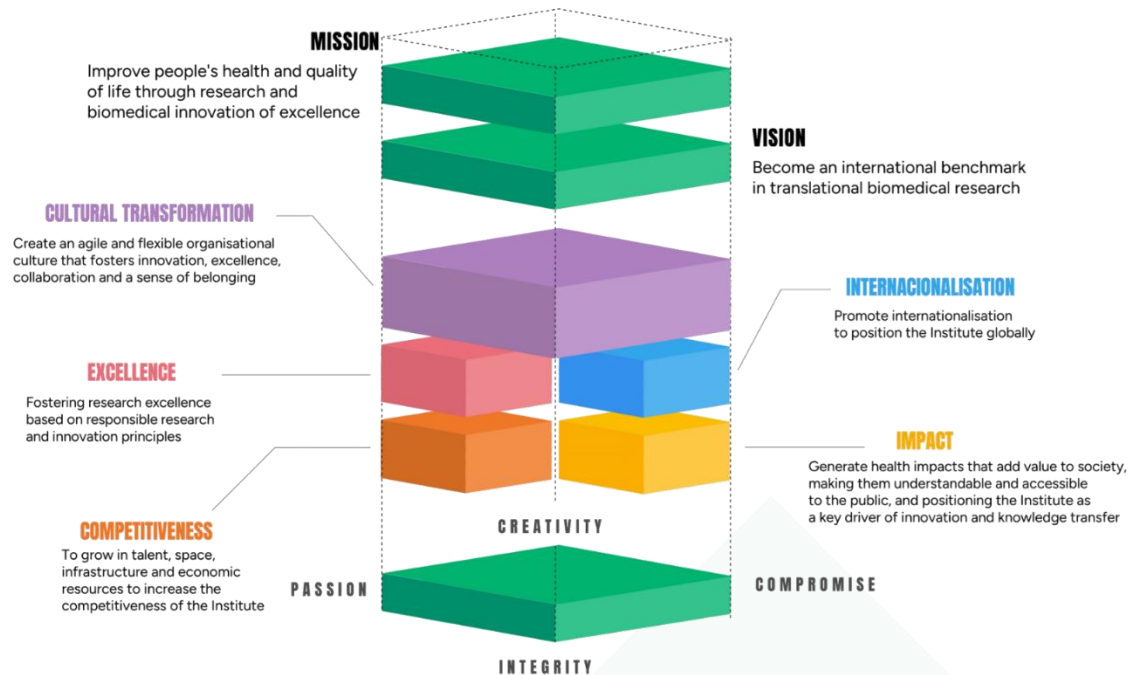 MISSION
Improve people's health and quality
of life through research and
biomedical innovation of excellence
VISION
Become an international benchmark
in translational biomedical research
CULTURAL TRANSFORMATION
Create an agile and flexible organisational
culture that fosters innovation, excellence,
collaboration and a sense of belonging
INTERNACIONALISATION
Promote internationalisation
to position the Institute globally
EXCELLENCE
Fostering research excellence
based on responsible research
and innovation principles
IMPACT
Generate health impacts that add value to society,
making them understandable and accessible
to the public, and positioning the Institute as
a key driver of innovation and knowledge transfer
COMPETITIVENESS
To grow in talent, space,
infrastructure and economic
resources to increase the
competitiveness of the Institute
CREATIVITY
PASSION
COMPROMISE
INTEGRITY